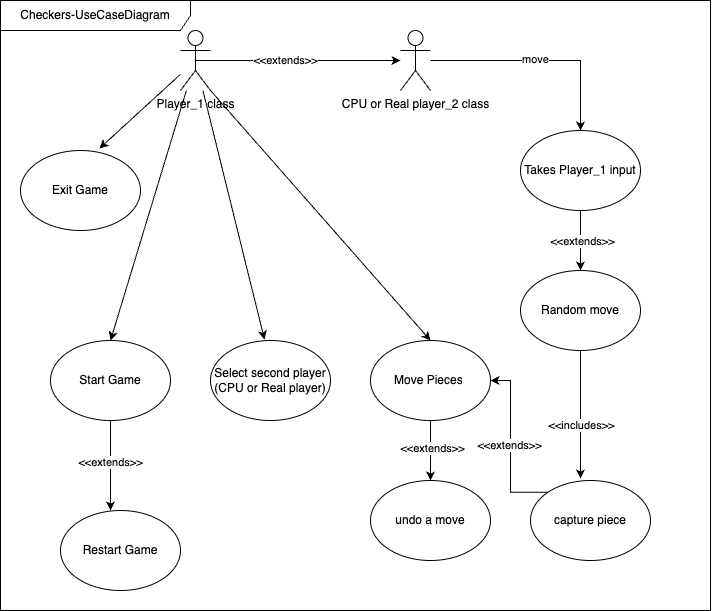 Checkers-UseCaseDiagram
<<extends>>
move
Player_1 class
CPU or Real player_2 class
Exit Game
Takes Player_1 input
<<extends>>
Random move
Start Game
Select second player
(CPU or Real player)
Move Pieces
<<includes>>
<<extends>>
<<extends>>
<<extends>>
undo a move
capture piece
Restart Game